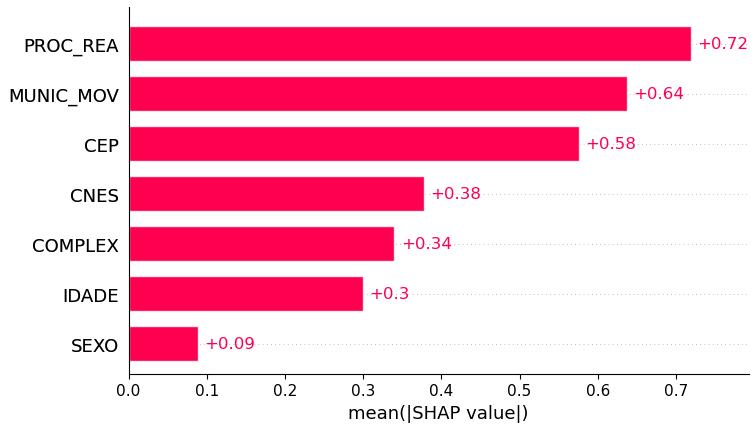 PROC_REA +0.72
MUNIC_MOV +0.64
CEP +0.58
CNES +0.38
COMPLEX +0.34
IDADE +0.3
SEXO +0.09
0.0 0.1 0.2 0.3 0.4 0.5 0.6 0.7
mean(|SHAP value|)